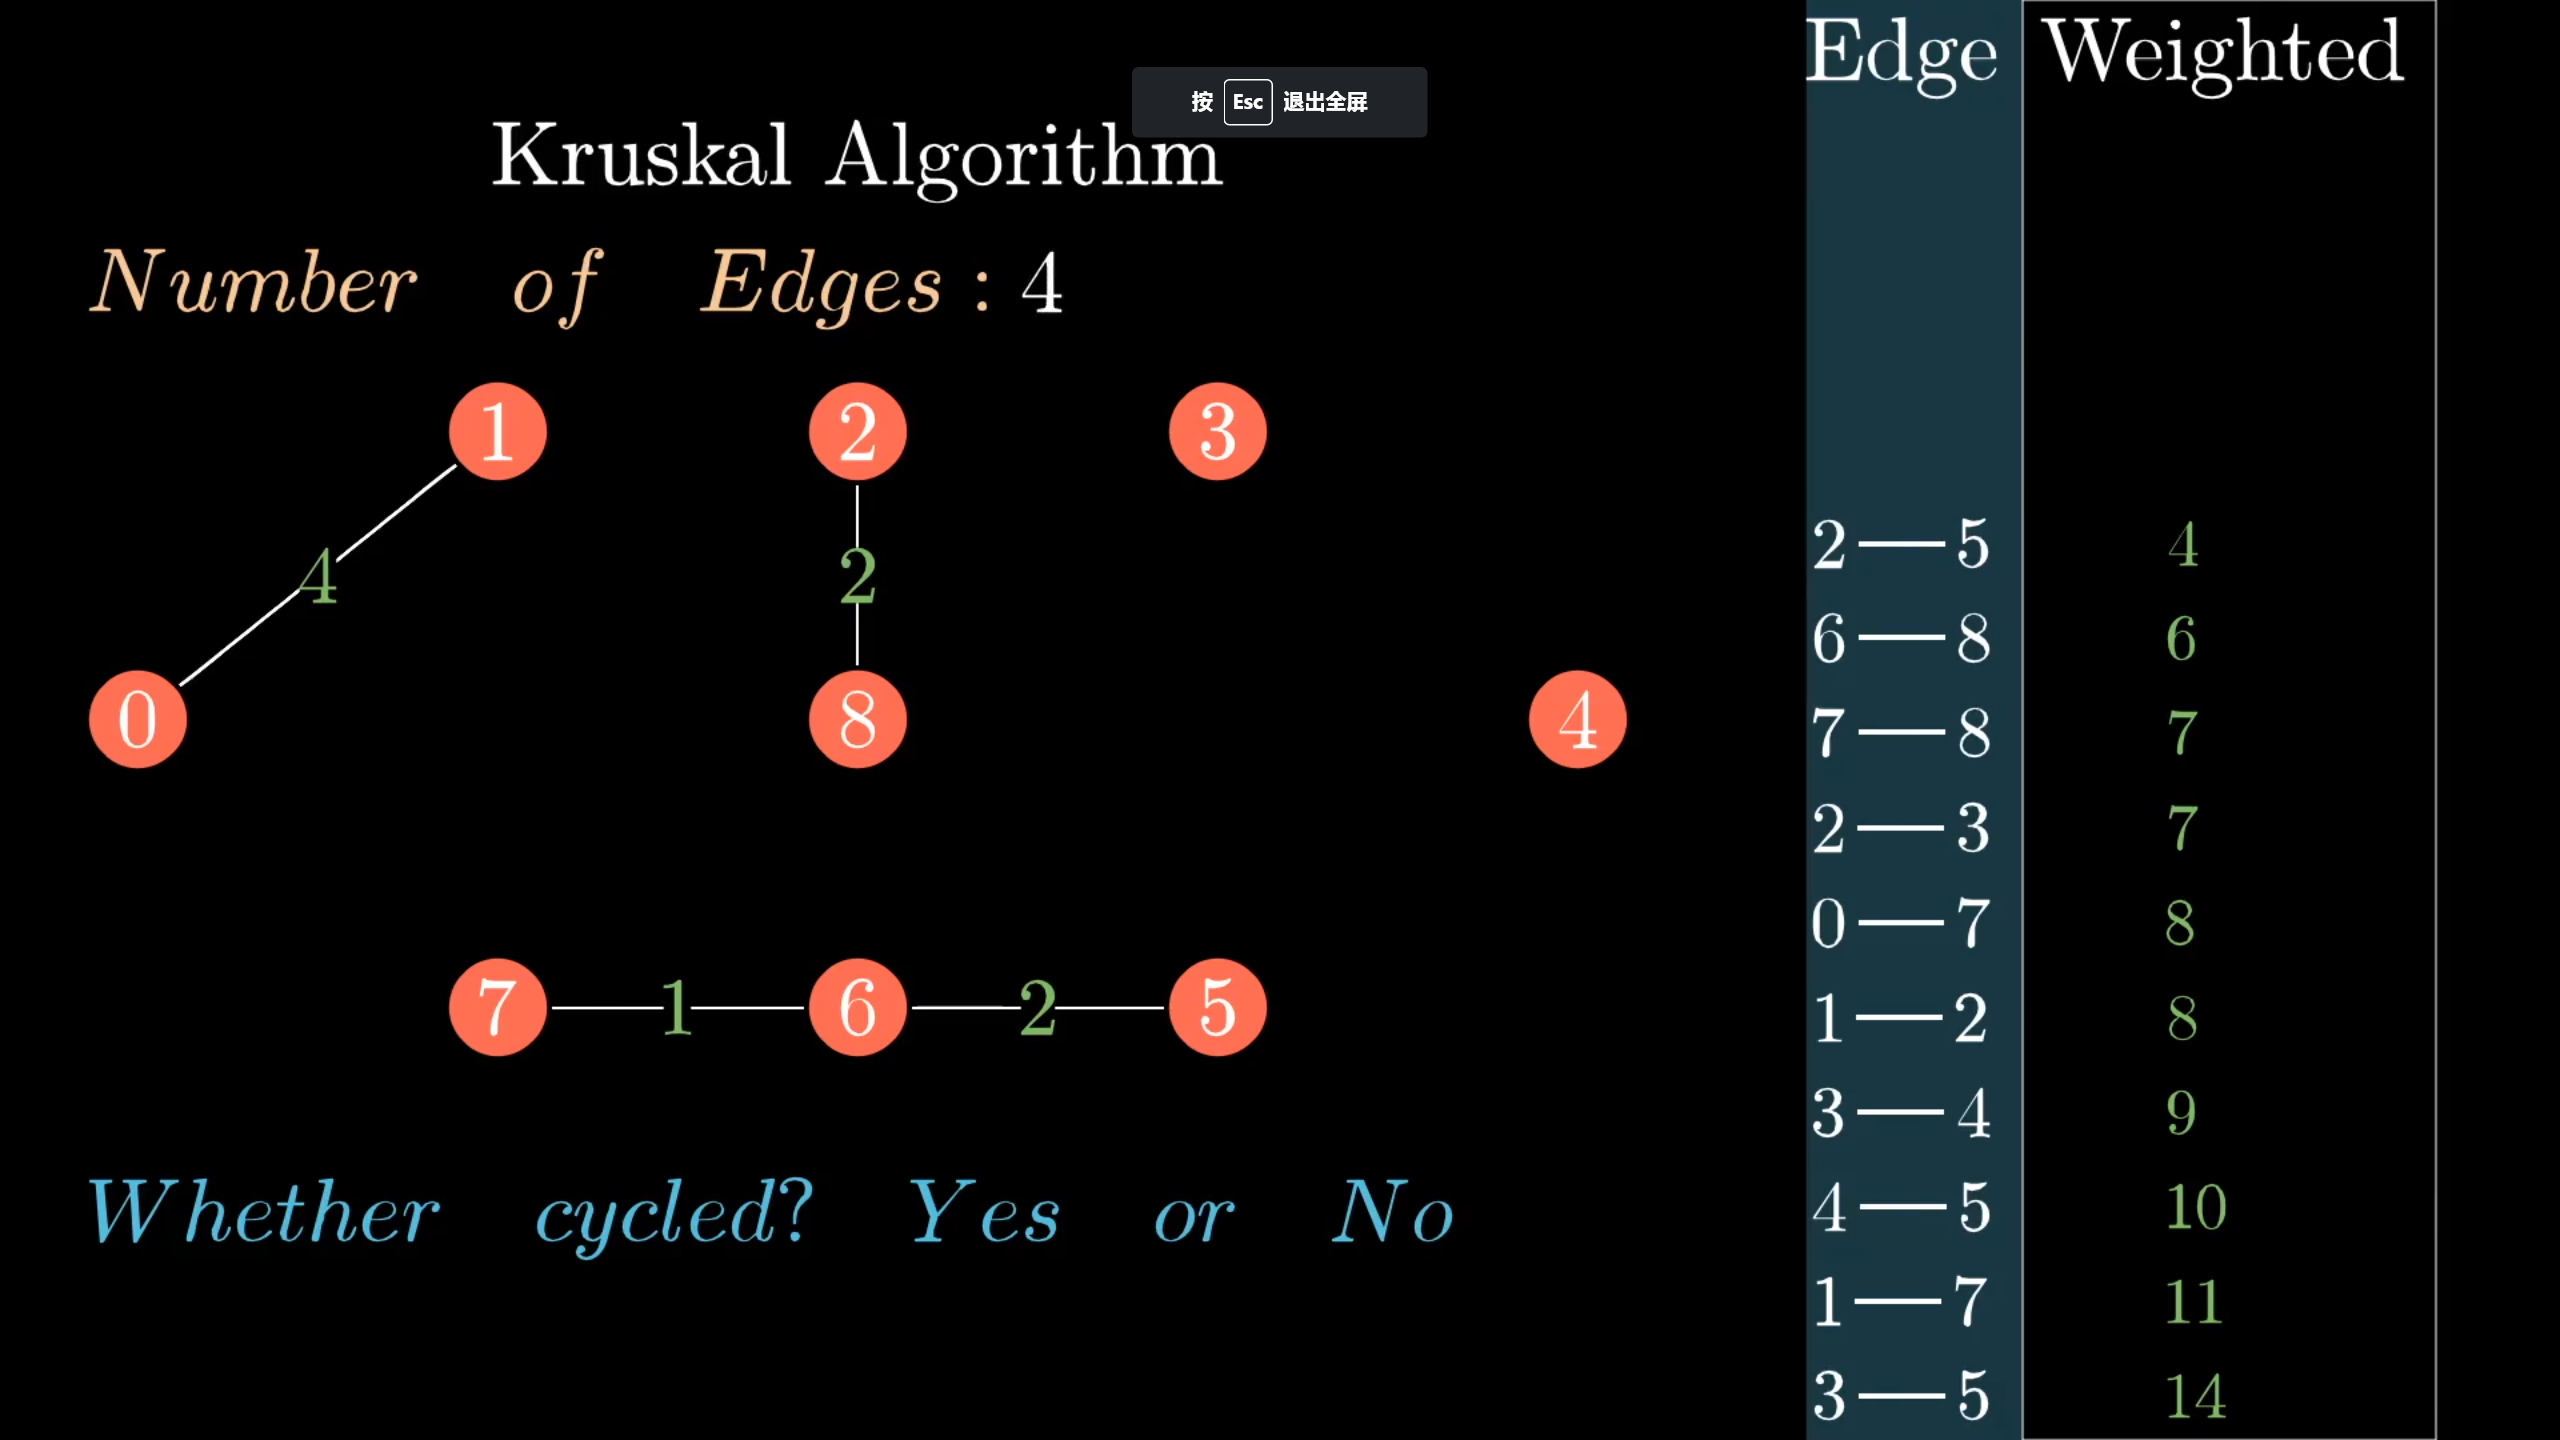 Edge Weighted
按 Esc 退出全屏
Kruskal Algorithm
Number of Edges : 4
1 2 3
4 2
0 8 4
7 1 6 2 5
Whether cycled? Yes or No
2 — 5 4
6 — 8 6
7 — 8 7
2 — 3 7
0 — 7 8
1 — 2 8
3 — 4 9
4 — 5 10
1 — 7 11
3 — 5 14